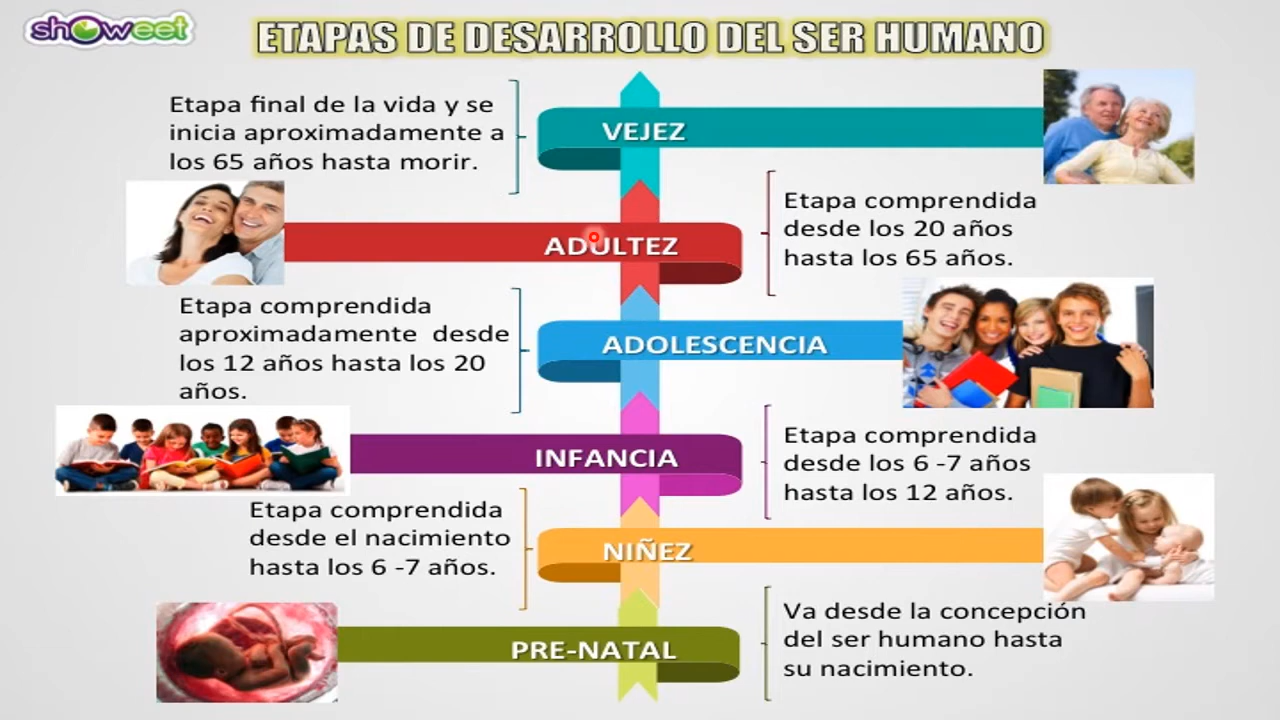 showeet
ETAPAS DE DESARROLLO DEL SER HUMANO
Etapa final de la vida y se
inicia aproximadamente a
los 65 años hasta morir.
VEJEZ
ADULTEZ
Etapa comprendida
desde los 20 años
hasta los 65 años.
Etapa comprendida
aproximadamente desde
los 12 años hasta los 20
años.
ADOLESCENCIA
INFANCIA
Etapa comprendida
desde los 6 -7 años
hasta los 12 años.
Etapa comprendida
desde el nacimiento
hasta los 6 -7 años.
NIÑEZ
PRE-NATAL
Va desde la concepción
del ser humano hasta
su nacimiento.